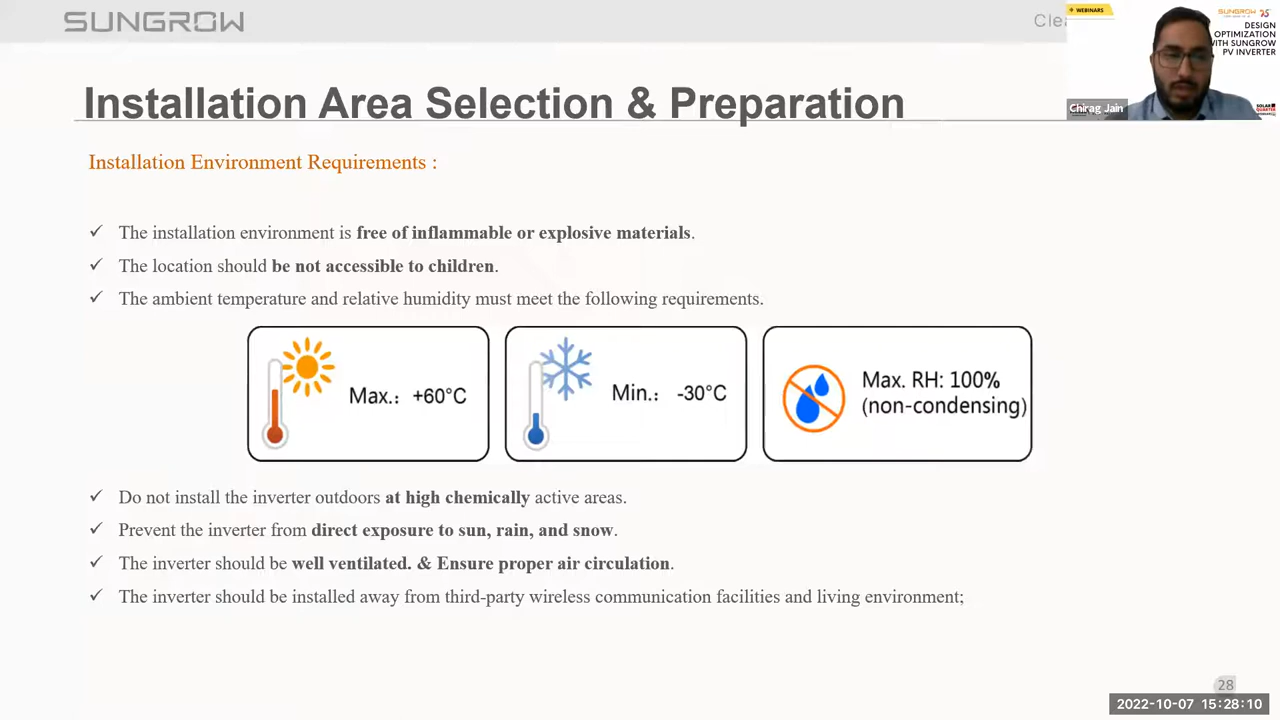 SUNGROW
Clea
WEBINARS
SUNGROW
DESIGN
OPTIMIZATION
WITH SUNGROW
PV INVERTER
Chirag Jain
SOLAR
QUARTER
Installation Area Selection & Preparation
Installation Environment Requirements :
✓ The installation environment is free of inflammable or explosive materials.
✓ The location should be not accessible to children.
✓ The ambient temperature and relative humidity must meet the following requirements.
Max.: +60°C
Min.: -30°C
Max. RH: 100%
(non-condensing)
✓ Do not install the inverter outdoors at high chemically active areas.
✓ Prevent the inverter from direct exposure to sun, rain, and snow.
✓ The inverter should be well ventilated. & Ensure proper air circulation.
✓ The inverter should be installed away from third-party wireless communication facilities and living environment;
28
2022-10-07 15:28:10